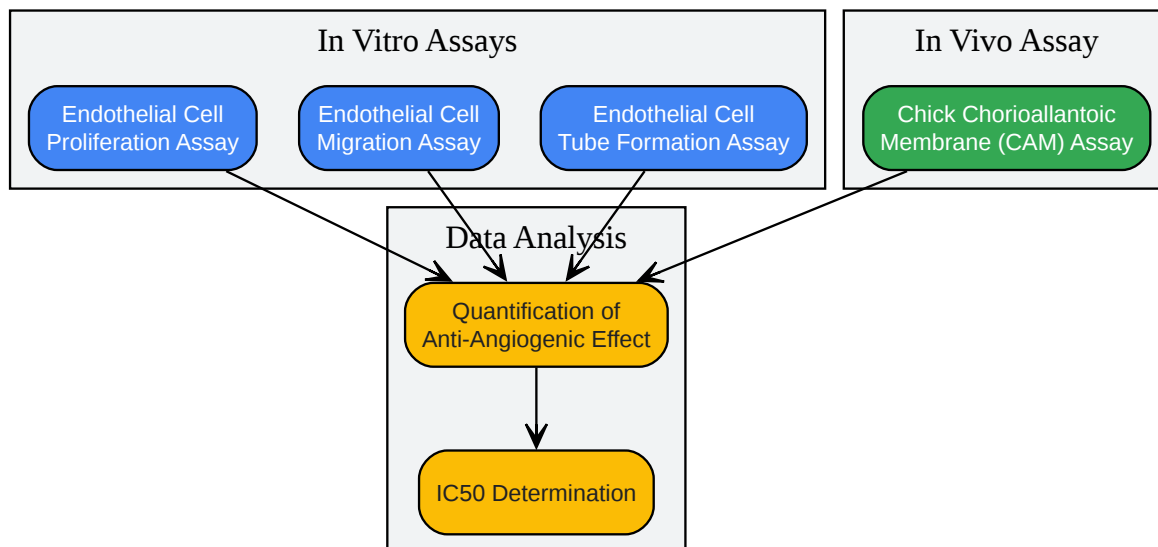 In Vitro Assays
In Vivo Assay
Endothelial Cell
Proliferation Assay
Endothelial Cell
Migration Assay
Endothelial Cell
Tube Formation Assay
Chick Chorioallantoic
Membrane (CAM) Assay
Data Analysis
Quantification of
Anti-Angiogenic Effect
IC50 Determination